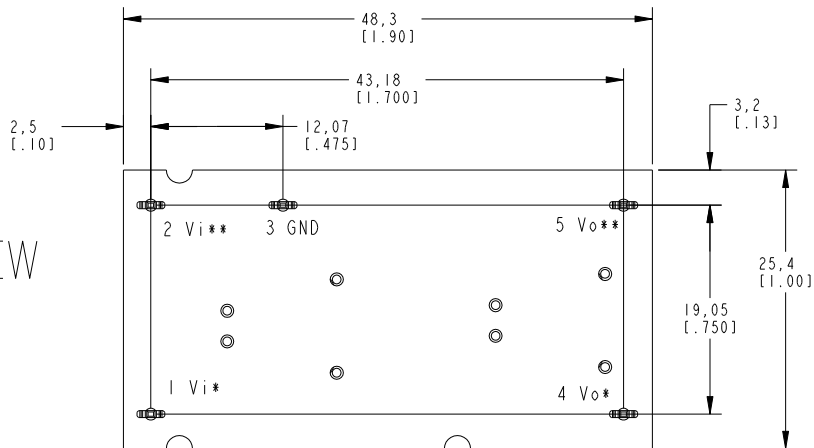 48,3
[1.90]
43,18
[1.700]
2,5
[.10]
12,07
[.475]
3,2
[.13]
2 Vi**
3 GND
5 Vo**
25,4
[1.00]
19,05
[.750]
1 Vi*
4 Vo*